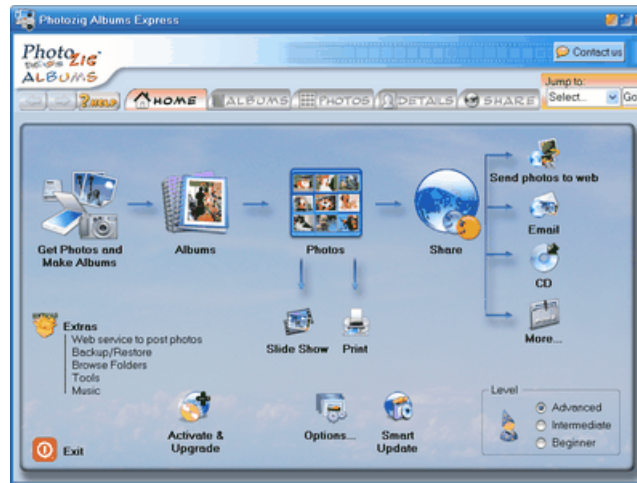 Photozig Albums Express
Photo Zig
ALBUMS
Contact us
HELP
HOME
ALBUMS
PHOTOS
DETAILS
SHARE
Jump to:
Select...
Go
Get Photos and
Make Albums
Albums
Photos
Share
Send photos to web
Email
CD
More...
Slide Show
Print
Extras
Web service to post photos
Backup/Restore
Browse Folders
Tools
Music
Activate &
Upgrade
Options...
Smart
Update
Level
Advanced
Intermediate
Beginner
Exit